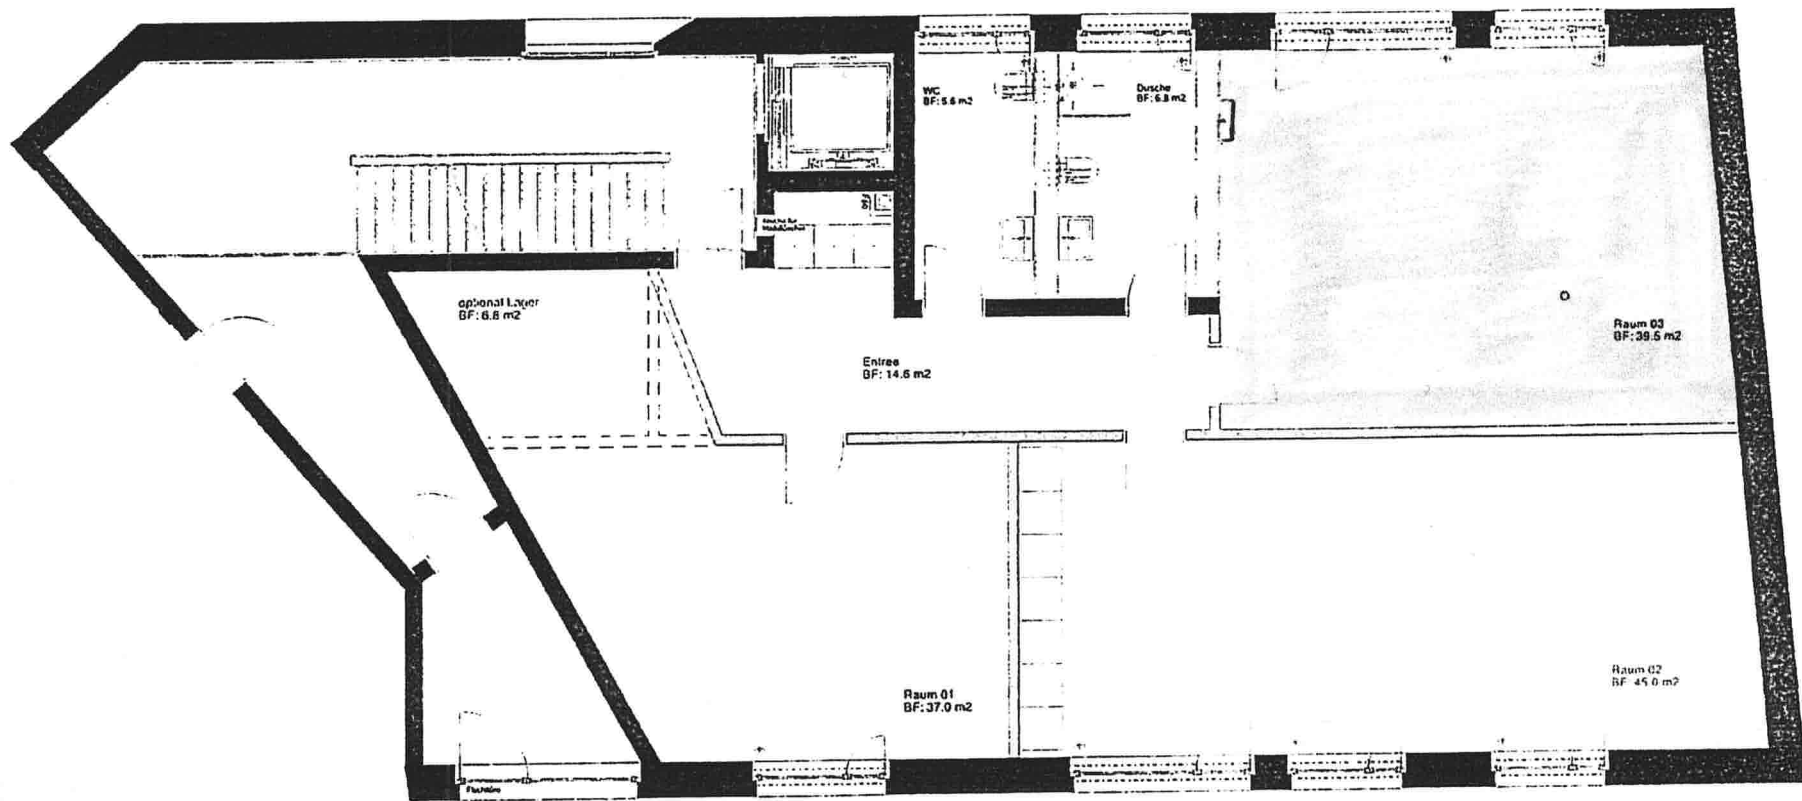 WC
BF: 5.6 m2
Dusche
BF: 6.8 m2
optional Lager
BF: 6.8 m2
Entree
BF: 14.6 m2
Raum 03
BF: 39.5 m2
Raum 01
BF: 37.0 m2
Raum 02
BF: 45.0 m2
Fluchttüre